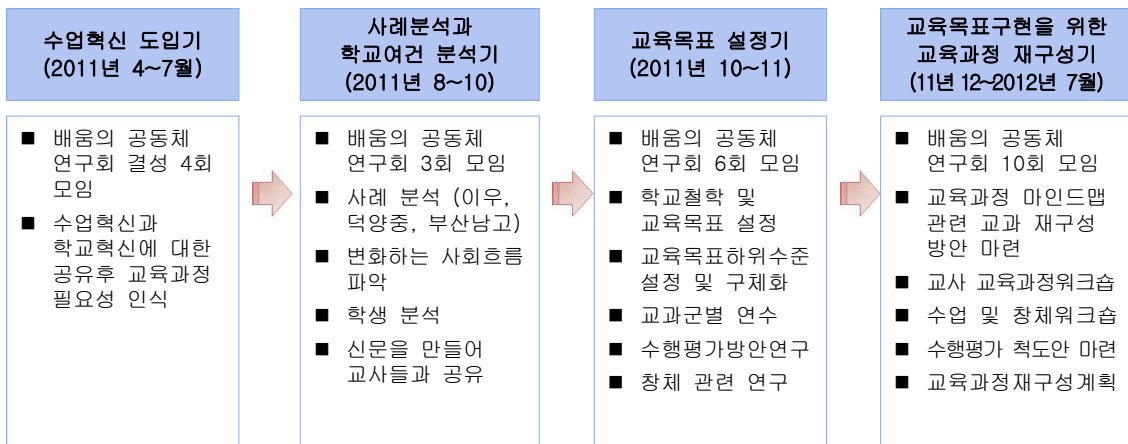 수업혁신 도입기
(2011년 4~7월)
■ 배움의 공동체
연구회 결성 4회
모임
■ 수업혁신과
학교혁신에 대한
공유후 교육과정
필요성 인식
사례분석과
학교여건 분석기
(2011년 8~10)
■ 배움의 공동체
연구회 3회 모임
■ 사례 분석 (이우,
덕양중, 부산남고)
■ 변화하는 사회흐름
파악
■ 학생 분석
■ 신문을 만들어
교사들과 공유
교육목표 설정기
(2011년 10~11)
■ 배움의 공동체
연구회 6회 모임
■ 학교철학 및
교육목표 설정
■ 교육목표하위수준
설정 및 구체화
■ 교과군별 연수
■ 수행평가방안연구
■ 창체 관련 연구
교육목표구현을 위한
교육과정 재구성기
(11년 12~2012년 7월)
■ 배움의 공동체
연구회 10회 모임
■ 교육과정 마인드맵
관련 교과 재구성
방안 마련
■ 교사 교육과정워크숍
■ 수업 및 창체워크숍
■ 수행평가 척도안 마련
■ 교육과정재구성계획